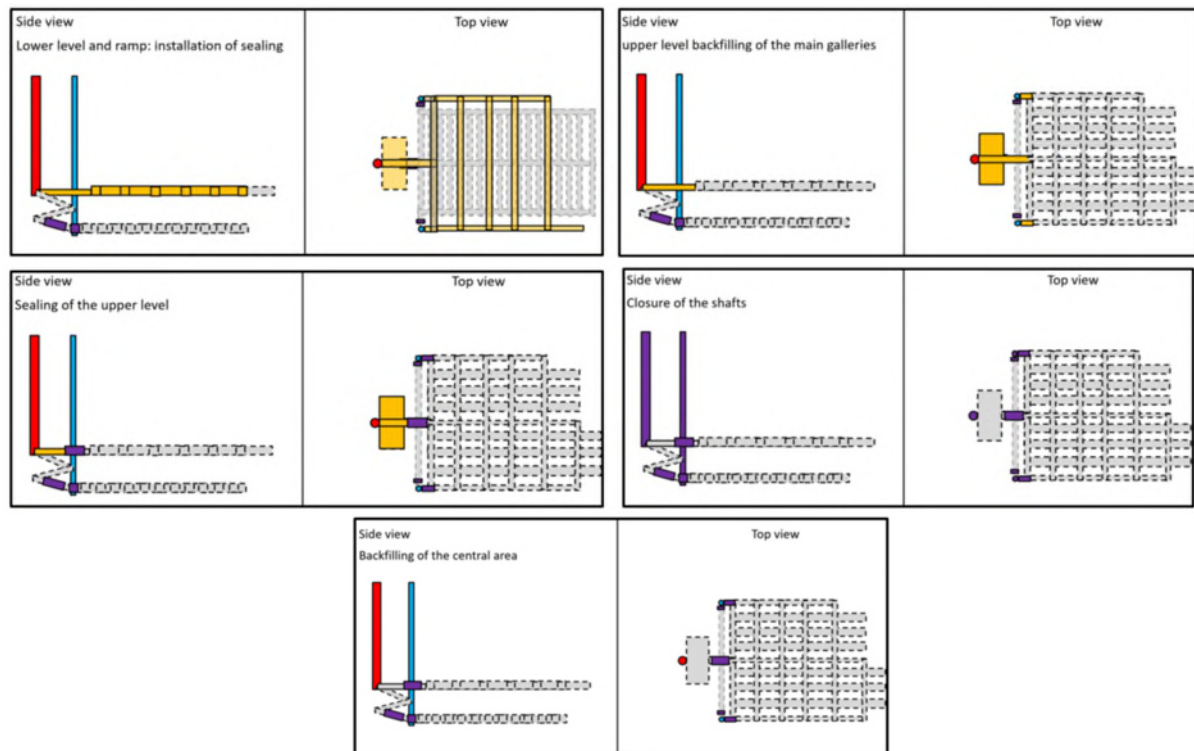 Side view
Top view
Lower level and ramp: installation of sealing
Side view
Top view
upper level backfilling of the main galleries
Side view
Top view
Sealing of the upper level
Side view
Top view
Closure of the shafts
Side view
Top view
Backfilling of the central area